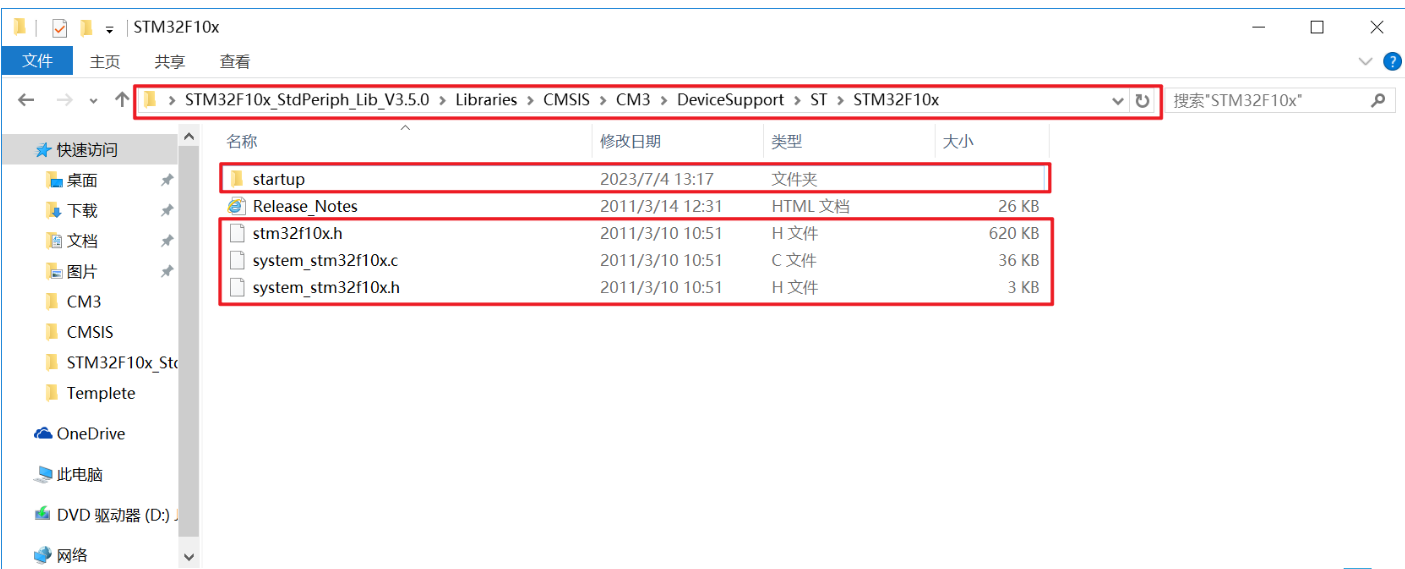 STM32F10x
文件 主页 共享 查看
STM32F10x_StdPeriph_Lib_V3.5.0 > Libraries > CMSIS > CM3 > DeviceSupport > ST > STM32F10x 搜索"STM32F10x"
快速访问
桌面
下载
文档
图片
CM3
CMSIS
STM32F10x_Std
Templete
OneDrive
此电脑
DVD 驱动器 (D:) J
网络
名称 修改日期 类型 大小
startup 2023/7/4 13:17 文件夹
Release_Notes 2011/3/14 12:31 HTML 文档 26 KB
stm32f10x.h 2011/3/10 10:51 H 文件 620 KB
system_stm32f10x.c 2011/3/10 10:51 C 文件 36 KB
system_stm32f10x.h 2011/3/10 10:51 H 文件 3 KB